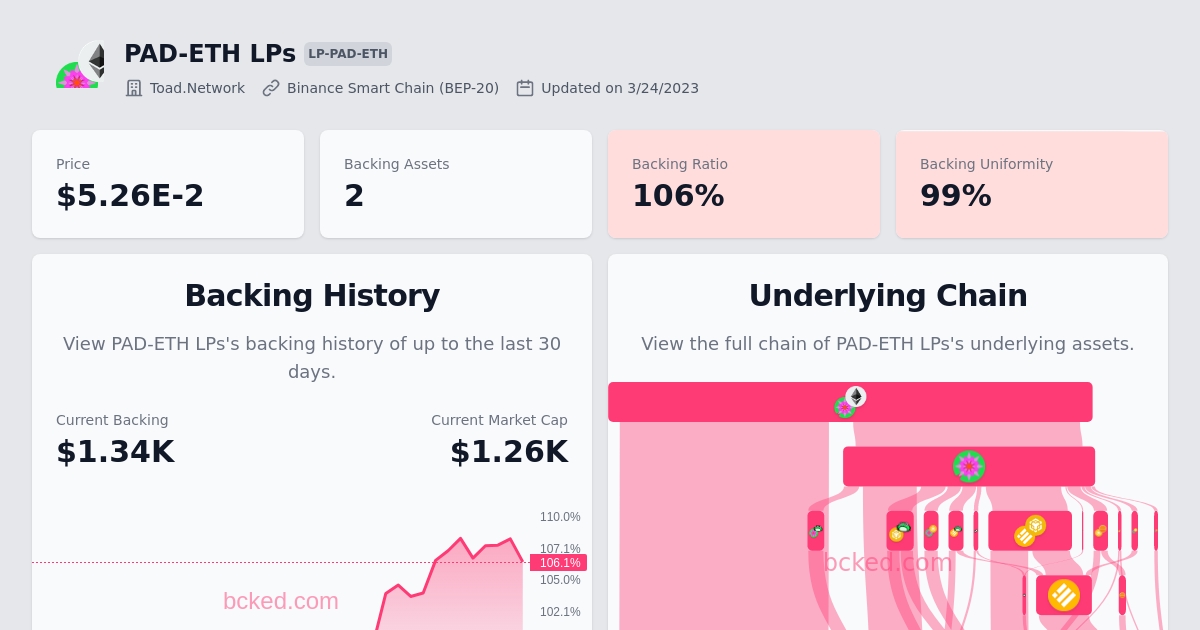 PAD-ETH LPs LP-PAD-ETH
Toad.Network Binance Smart Chain (BEP-20) Updated on 3/24/2023
Price
$5.26E-2
Backing Assets
2
Backing Ratio
106%
Backing Uniformity
99%
Backing History
View PAD-ETH LPs's backing history of up to the last 30
days.
Current Backing
$1.34K
Current Market Cap
$1.26K
110.0%
107.1%
106.1%
105.0%
102.1%
bcked.com
Underlying Chain
View the full chain of PAD-ETH LPs's underlying assets.
bcked.com